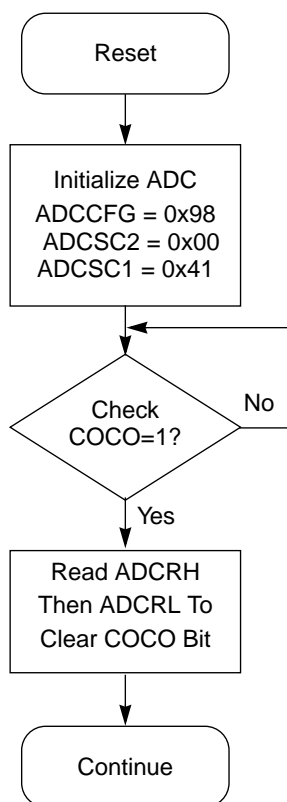 Reset
Initialize ADC
ADCCFG = 0x98
ADCSC2 = 0x00
ADCSC1 = 0x41
Check
COCO=1?
No
Yes
Read ADCRH
Then ADCRL To
Clear COCO Bit
Continue